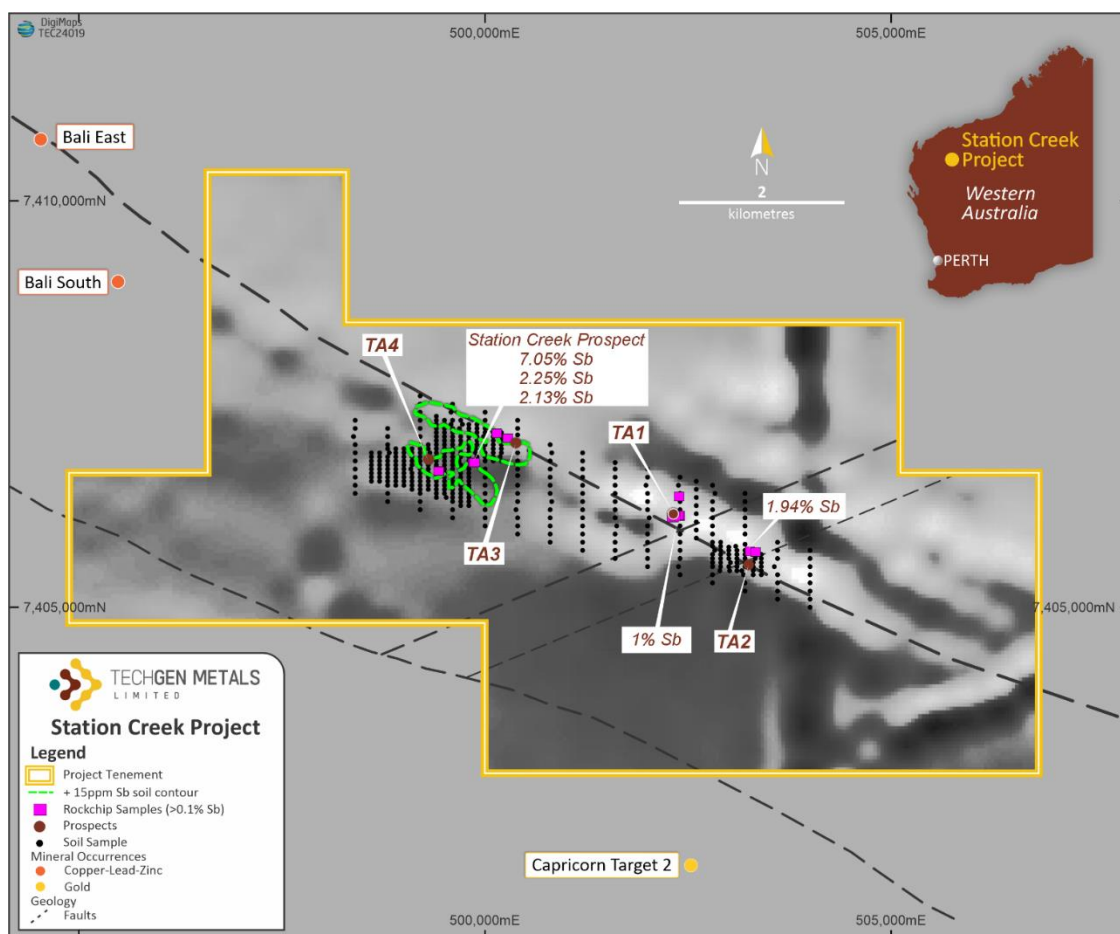 DigiMaps
TEC24019
500,000mE
505,000mE
Bali East
7,410,000mN
N
2
kilometres
Station Creek
Project
Western
Australia
PERTH
Bali South
TA4
Station Creek Prospect
7.05% Sb
2.25% Sb
2.13% Sb
TA1
1.94% Sb
TA3
1% Sb
TA2
7,405,000mN
7,405,000mN
TECHGEN METALS
LIMITED
Station Creek Project
Legend
Project Tenement
+ 15ppm Sb soil contour
Rockchip Samples (>0.1% Sb)
Prospects
Soil Sample
Mineral Occurrences
Copper-Lead-Zinc
Gold
Geology
Faults
Capricorn Target 2
500,000mE
505,000mE